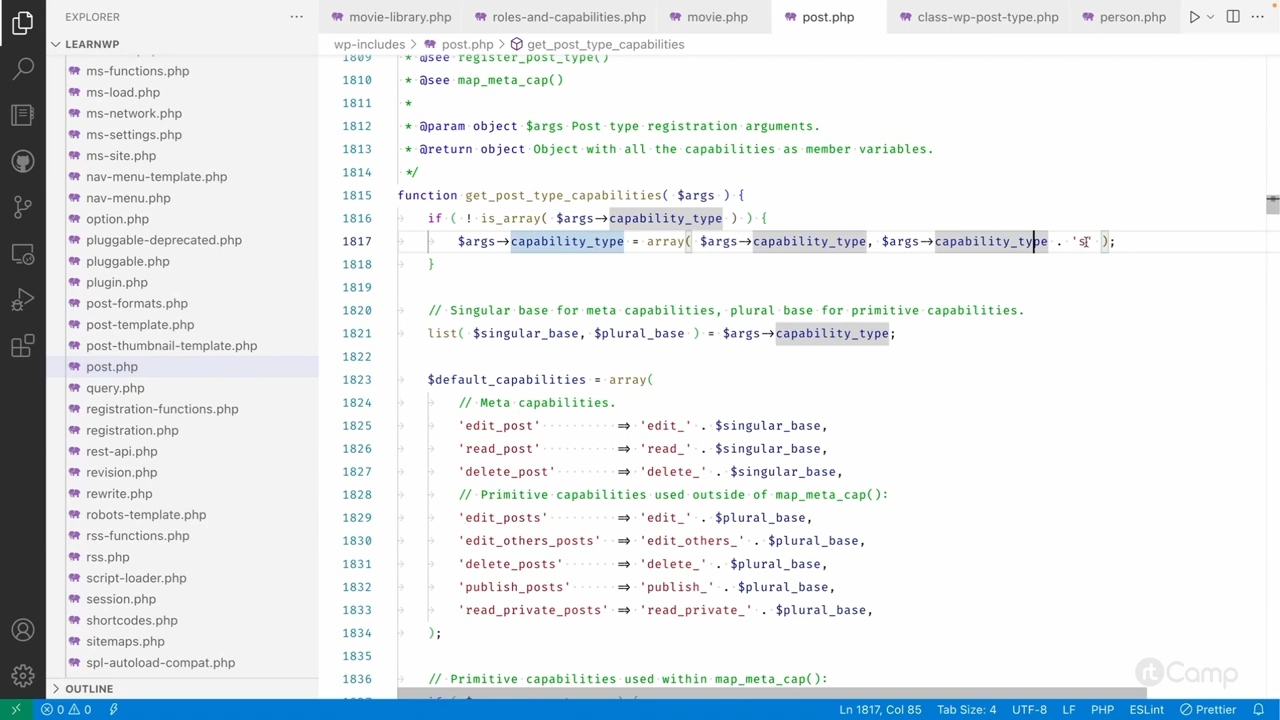 EXPLORER
LEARNWP
ms-functions.php
ms-load.php
ms-network.php
ms-settings.php
ms-site.php
nav-menu-template.php
nav-menu.php
option.php
pluggable-deprecated.php
pluggable.php
plugin.php
post-formats.php
post-template.php
post-thumbnail-template.php
post.php
query.php
registration-functions.php
registration.php
rest-api.php
revision.php
rewrite.php
robots-template.php
rss-functions.php
rss.php
script-loader.php
session.php
shortcodes.php
sitemaps.php
spl-autoload-compat.php
OUTLINE
movie-library.php roles-and-capabilities.php movie.php post.php class-wp-post-type.php person.php
wp-includes > post.php > get_post_type_capabilities
1809 * @see register_post_type()
1810 * @see map_meta_cap()
1811 *
1812 * @param object $args Post type registration arguments.
1813 * @return object Object with all the capabilities as member variables.
1814 */
1815 function get_post_type_capabilities( $args ) {
1816 if ( ! is_array( $args->capability_type ) ) {
1817 $args->capability_type = array( $args->capability_type, $args->capability_type . 's' );
1818 }
1819
1820 // Singular base for meta capabilities, plural base for primitive capabilities.
1821 list( $singular_base, $plural_base ) = $args->capability_type;
1822
1823 $default_capabilities = array(
1824 // Meta capabilities.
1825 'edit_post' => 'edit_' . $singular_base,
1826 'read_post' => 'read_' . $singular_base,
1827 'delete_post' => 'delete_' . $singular_base,
1828 // Primitive capabilities used outside of map_meta_cap():
1829 'edit_posts' => 'edit_' . $plural_base,
1830 'edit_others_posts' => 'edit_others_' . $plural_base,
1831 'delete_posts' => 'delete_' . $plural_base,
1832 'publish_posts' => 'publish_' . $plural_base,
1833 'read_private_posts' => 'read_private_' . $plural_base,
1834 );
1835
1836 // Primitive capabilities used within map_meta_cap():
rtCamp
0 0 Ln 1817, Col 85 Tab Size: 4 UTF-8 LF PHP ESLint Prettier